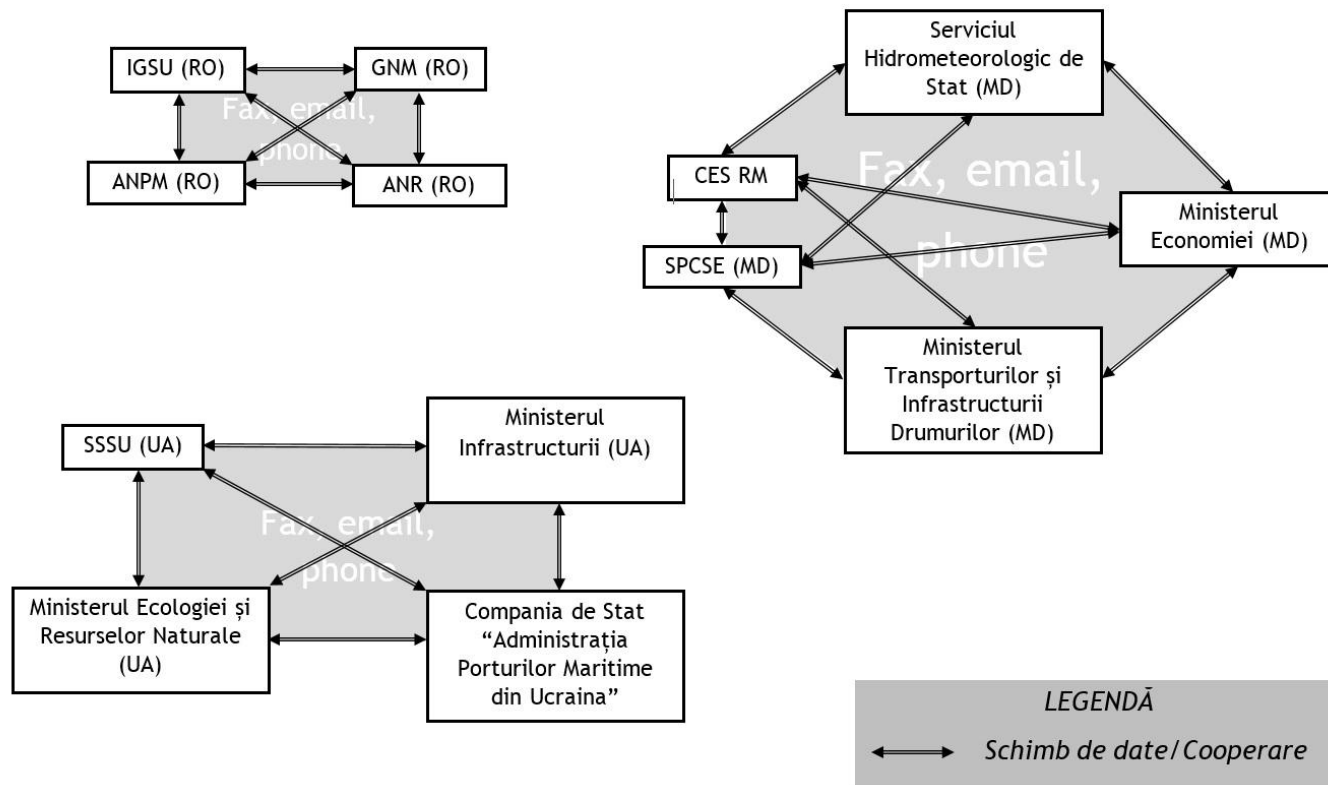 IGSU (RO)
GNM (RO)
Fax, email,
phone
ANPM (RO)
ANR (RO)
Serviciul
Hidrometeorologic de
Stat (MD)
CES RM
Fax, email,
phone
Ministerul
Economiei (MD)
SPCSE (MD)
Ministerul
Transporturilor și
Infrastructurii
Drumurilor (MD)
SSSU (UA)
Ministerul
Infrastructurii (UA)
Fax, email,
phone
Ministerul Ecologiei și
Resurselor Naturale
(UA)
Compania de Stat
“Administrația
Porturilor Maritime
din Ucraina”
LEGENDĂ
Schimb de date/Cooperare